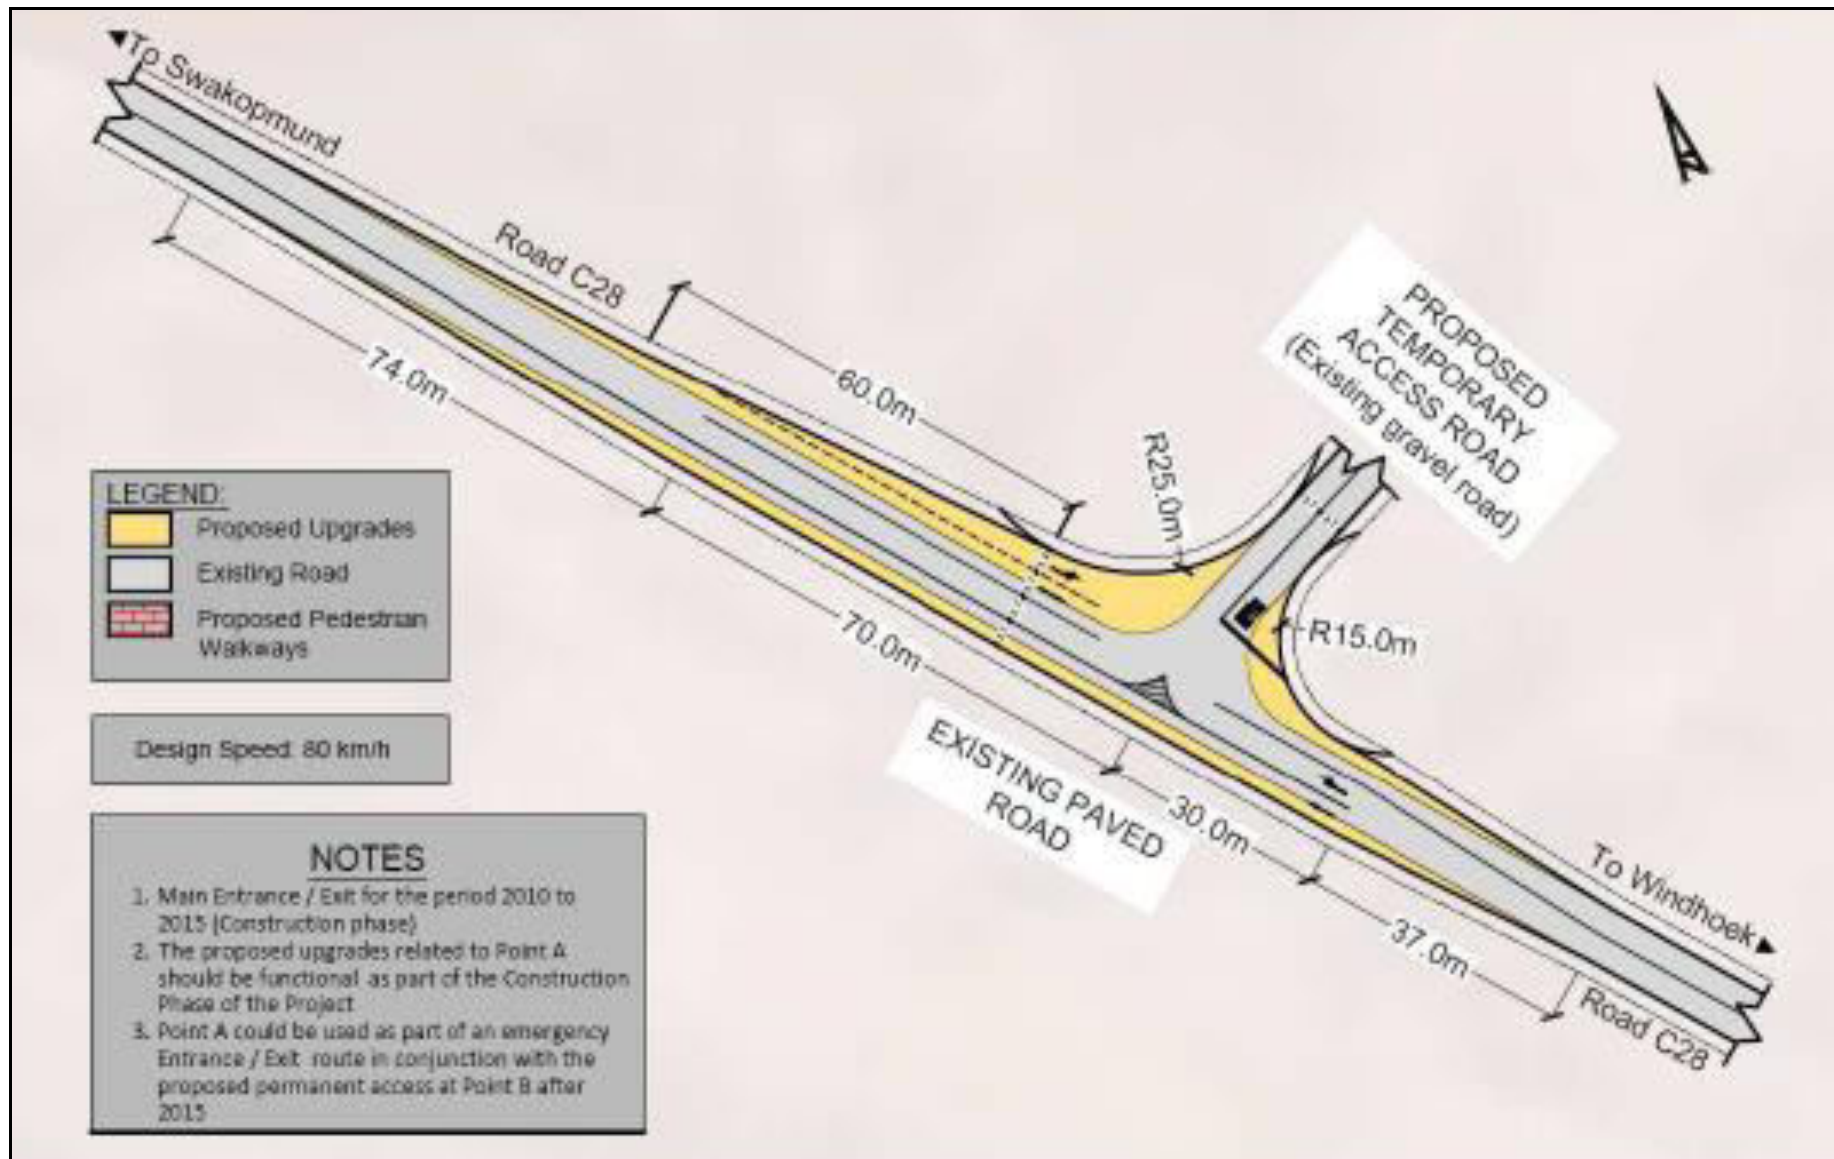 To Swakopmund
Road C28
74.0m
60.0m
R25.0m
PROPOSED
TEMPORARY
ACCESS ROAD
(Existing gravel road)
R15.0m
70.0m
EXISTING PAVED
ROAD
30.0m
37.0m
To Windhoek
Road C28
LEGEND:
Proposed Upgrades
Existing Road
Proposed Pedestrian
Walkways
Design Speed: 80 km/h
NOTES
1. Main Entrance / Exit for the period 2010 to
2015 (Construction phase)
2. The proposed upgrades related to Point A
should be functional as part of the Construction
Phase of the Project
3. Point A could be used as part of an emergency
Entrance / Exit route in conjunction with the
proposed permanent access at Point B after
2015